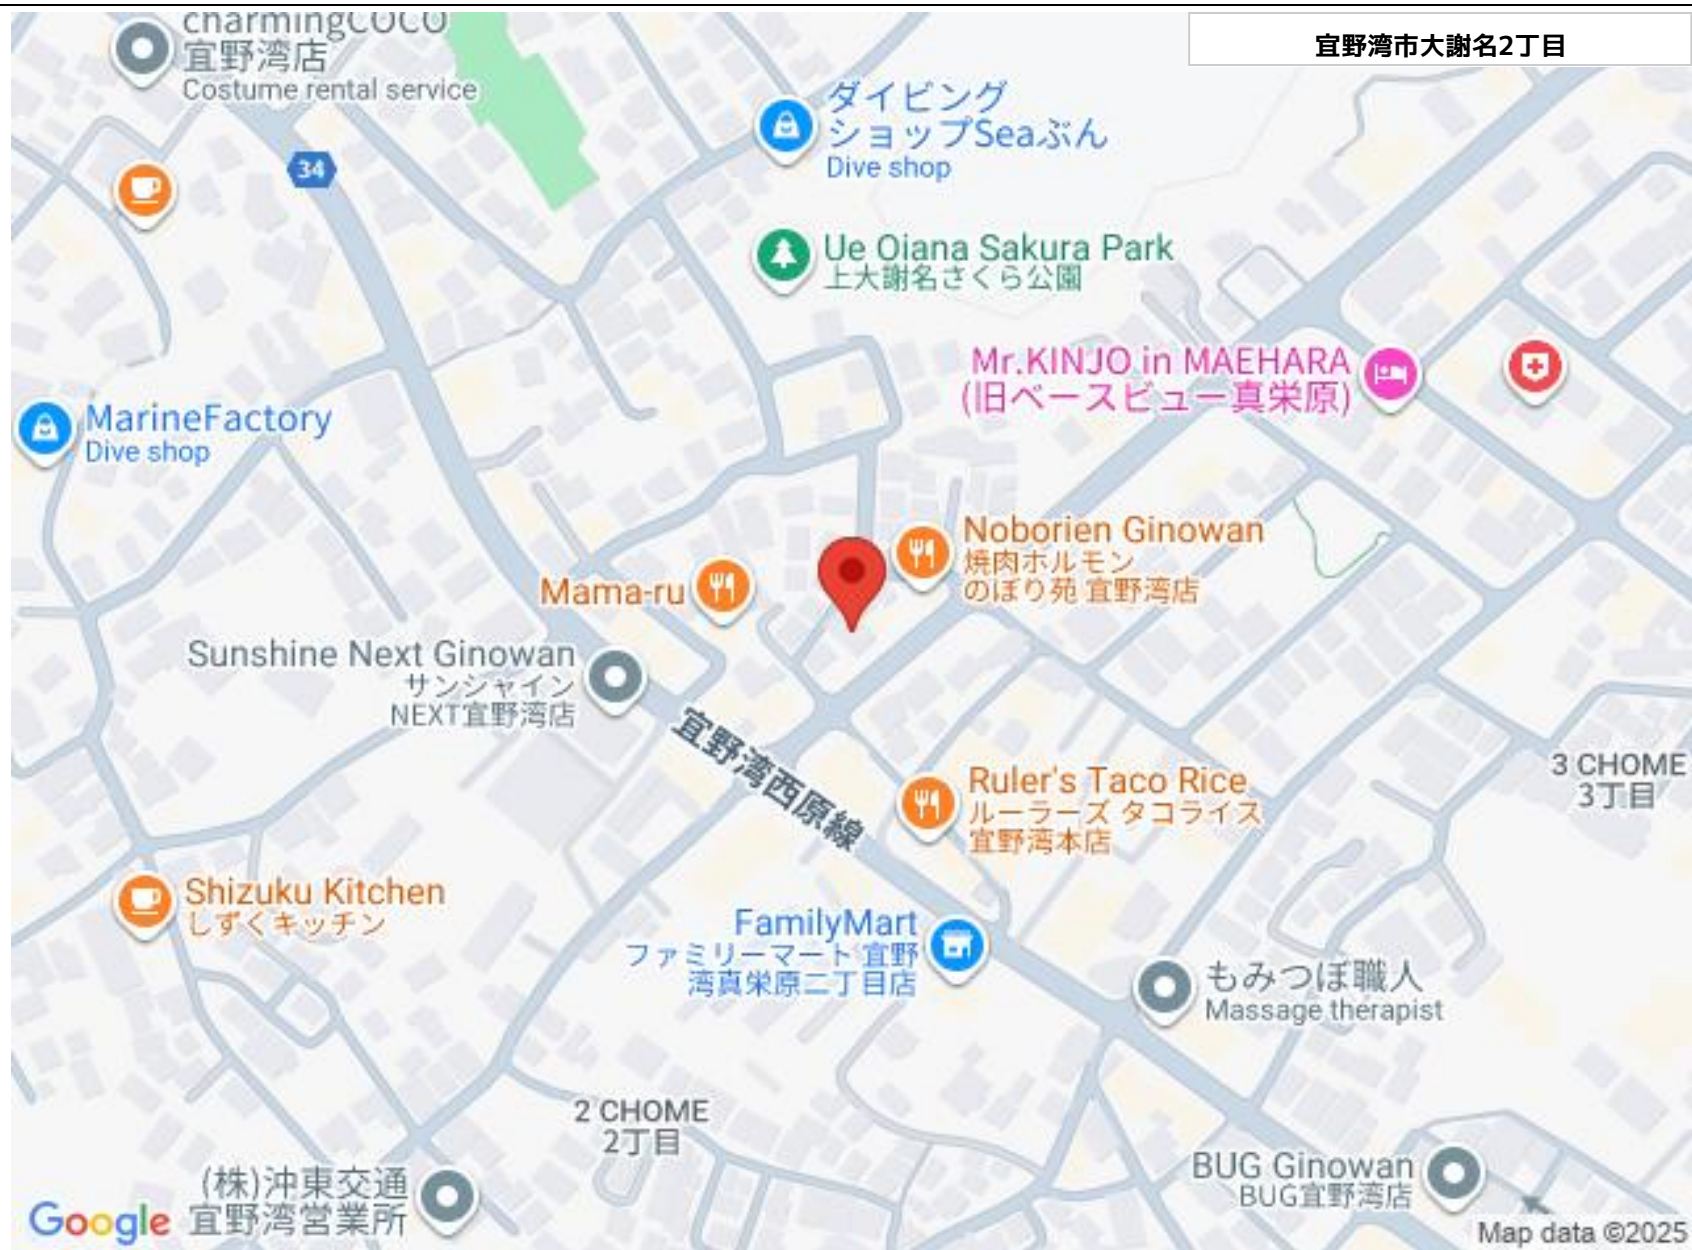 charmingCOCO
宜野湾店
Costume rental service
宜野湾市大謝名2丁目
ダイビング
ショップSeaぶん
Dive shop
34
Ue Oiana Sakura Park
上大謝名さくら公園
Mr.KINJO in MAEHARA
(旧ベースビュー真栄原)
MarineFactory
Dive shop
Noborien Ginowan
焼肉ホルモン
のぼり苑 宜野湾店
Mama-ru
Sunshine Next Ginowan
サンシャイン
NEXT宜野湾店
宜野湾西原線
3 CHOME
3丁目
Ruler's Taco Rice
ルーラーズ タコライス
宜野湾本店
Shizuku Kitchen
しずくキッチン
FamilyMart
ファミリーマート 宜野
湾真栄原二丁目店
もみつぼ職人
Massage therapist
2 CHOME
2丁目
BUG Ginowan
BUG宜野湾店
(株)沖東交通
宜野湾営業所
Google
Map data ©2025